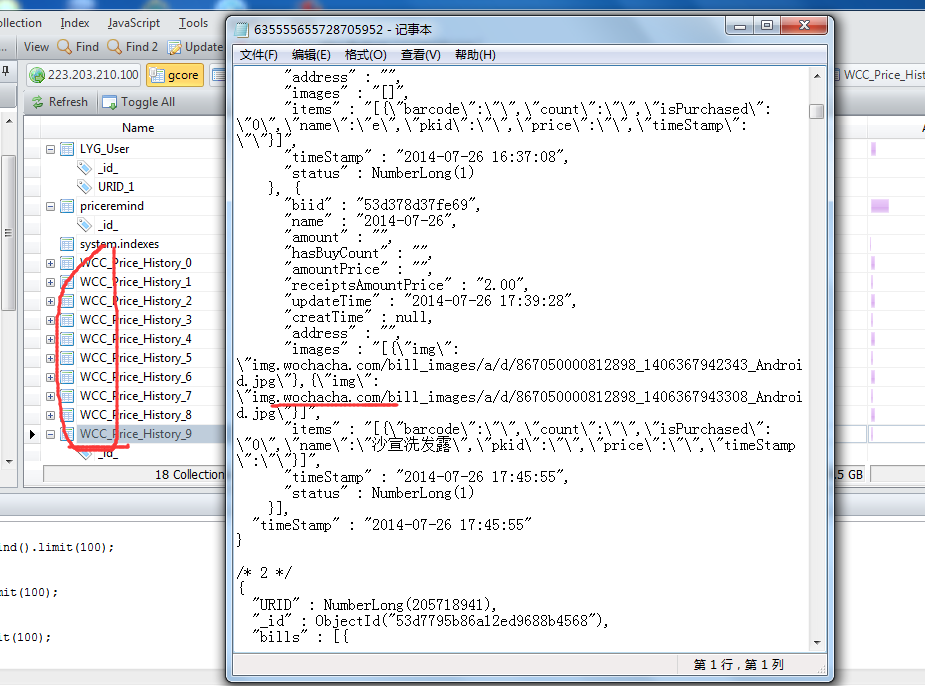 ollection Index JavaScript Tools
View Find Find 2 Update
223.203.210.100 gcore
Refresh Toggle All
Name
LYG_User
_id_
URID_1
priceremind
_id_
system.indexes
WCC_Price_History_0
WCC_Price_History_1
WCC_Price_History_2
WCC_Price_History_3
WCC_Price_History_4
WCC_Price_History_5
WCC_Price_History_6
WCC_Price_History_7
WCC_Price_History_8
WCC_Price_History_9
_id_
18 Collection
ind().limit(100);
mit(100);
it(100);
635555655728705952 - 记事本
文件(F) 编辑(E) 格式(O) 查看(V) 帮助(H)
"address" : "",
"images" : "[]",
"items" : "[{\"barcode\":\"\",\"count\":\"\",\"isPurchased\":
\"0\",\"name\":\"e\",\"pkid\":\"\",\"price\":\"\",\"timeStamp\":
\"\"}]",
"timeStamp" : "2014-07-26 16:37:08",
"status" : NumberLong(1)
}, {
"biid" : "53d378d37fe69",
"name" : "2014-07-26",
"amount" : "",
"hasBuyCount" : "",
"amountPrice" : "",
"receiptsAmountPrice" : "2.00",
"updateTime" : "2014-07-26 17:39:28",
"creatTime" : null,
"address" : "",
"images" : "[{\"img\":
\"img.wochacha.com/bill_images/a/d/867050000812898_1406367942343_Androi
d.jpg\"},{\"img\":
\"img.wochacha.com/bill_images/a/d/867050000812898_1406367943308_Androi
d.jpg\"}]",
"items" : "[{\"barcode\":\"\",\"count\":\"\",\"isPurchased\":
\"0\",\"name\":\"沙宣洗发露\",\"pkid\":\"\",\"price\":\"\",\"timeStamp
\":\"\"}]",
"timeStamp" : "2014-07-26 17:45:55",
"status" : NumberLong(1)
}],
"timeStamp" : "2014-07-26 17:45:55"
}
/* 2 */
{
"URID" : NumberLong(205718941),
"_id" : ObjectId("53d7795b86a12ed9688b4568"),
"bills" : [{
第 1 行，第 1 列
WCC_Price_Hist
.5 GB